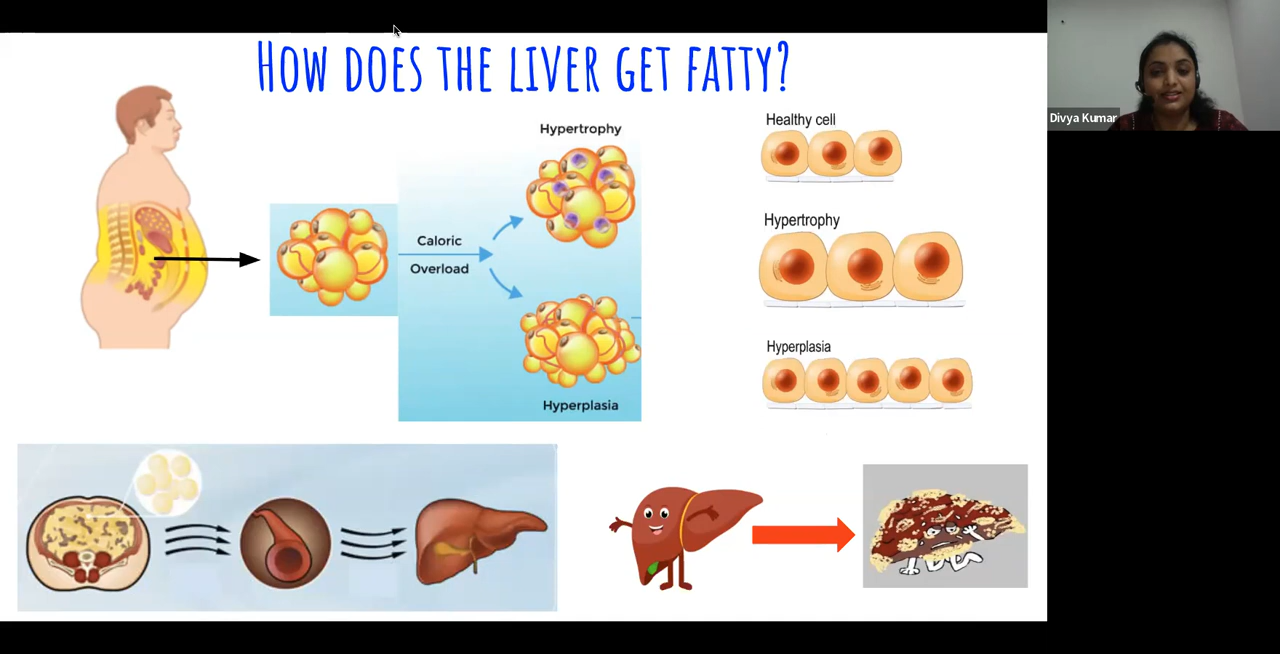 HOW DOES THE LIVER GET FATTY?
Divya Kumar
Hypertrophy
Caloric
Overload
Hyperplasia
Healthy cell
Hypertrophy
Hyperplasia